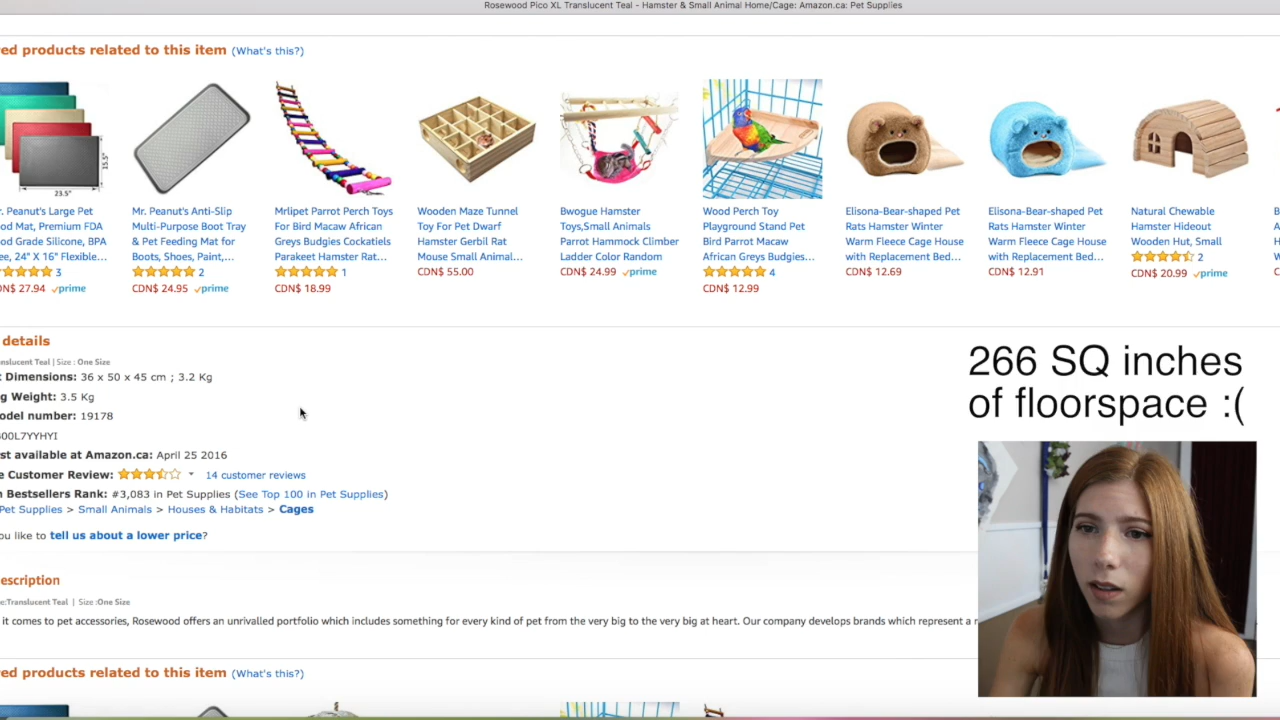 Rosewood Pico XL Translucent Teal - Hamster & Small Animal Home/Cage: Amazon.ca: Pet Supplies
ed products related to this item (What's this?)
15.5"
23.5"
r. Peanut's Large Pet
od Mat, Premium FDA
od Grade Silicone, BPA
ee, 24" X 16" Flexible...
3
N$ 27.94 prime
Mr. Peanut's Anti-Slip
Multi-Purpose Boot Tray
& Pet Feeding Mat for
Boots, Shoes, Paint,...
2
CDN$ 24.95 prime
Mrlipet Parrot Perch Toys
For Bird Macaw African
Greys Budgies Cockatiels
Parakeet Hamster Rat...
1
CDN$ 18.99
Wooden Maze Tunnel
Toy For Pet Dwarf
Hamster Gerbil Rat
Mouse Small Animal...
CDN$ 55.00
Bwogue Hamster
Toys,Small Animals
Parrot Hammock Climber
Ladder Color Random
CDN$ 24.99 prime
Wood Perch Toy
Playground Stand Pet
Bird Parrot Macaw
African Greys Budgies...
4
CDN$ 12.99
Elisona-Bear-shaped Pet
Rats Hamster Winter
Warm Fleece Cage House
with Replacement Bed...
CDN$ 12.69
Elisona-Bear-shaped Pet
Rats Hamster Winter
Warm Fleece Cage House
with Replacement Bed...
CDN$ 12.91
Natural Chewable
Hamster Hideout
Wooden Hut, Small
2
CDN$ 20.99 prime
details
nslucent Teal | Size : One Size
t Dimensions: 36 x 50 x 45 cm ; 3.2 Kg
g Weight: 3.5 Kg
odel number: 19178
00L7YYHYI
st available at Amazon.ca: April 25 2016
e Customer Review: 14 customer reviews
n Bestsellers Rank: #3,083 in Pet Supplies (See Top 100 in Pet Supplies)
Pet Supplies > Small Animals > Houses & Habitats > Cages
ou like to tell us about a lower price?
266 SQ inches
of floorspace :(
escription
e:Translucent Teal | Size :One Size
it comes to pet accessories, Rosewood offers an unrivalled portfolio which includes something for every kind of pet from the very big to the very big at heart. Our company develops brands which represent a r
ed products related to this item (What's this?)